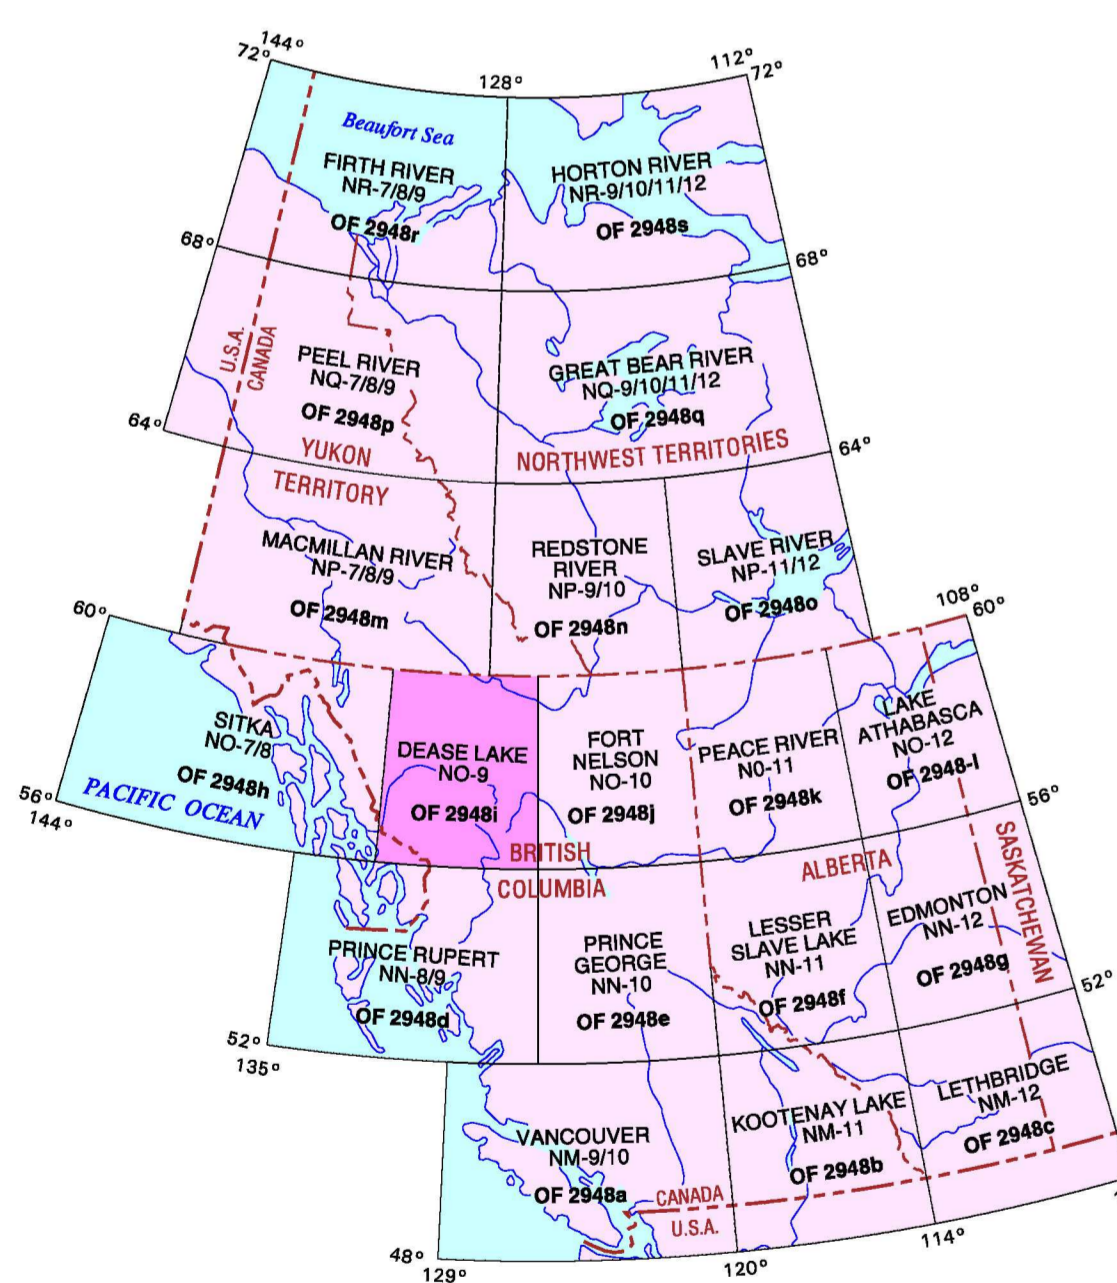 144°
72°
128°
112°
72°
Beaufort Sea
FIRTH RIVER
NR-7/8/9
OF 2948r
HORTON RIVER
NR-9/10/11/12
OF 2948s
68°
68°
U.S.A.
CANADA
PEEL RIVER
NQ-7/8/9
OF 2948p
GREAT BEAR RIVER
NQ-9/10/11/12
OF 2948q
64°
64°
YUKON
TERRITORY
NORTHWEST TERRITORIES
MACMILLAN RIVER
NP-7/8/9
OF 2948m
REDSTONE
RIVER
NP-9/10
OF 2948n
SLAVE RIVER
NP-11/12
OF 2948o
60°
108°
60°
SITKA
NO-7/8
OF 2948h
PACIFIC OCEAN
DEASE LAKE
NO-9
OF 2948i
FORT
NELSON
NO-10
OF 2948j
PEACE RIVER
N0-11
OF 2948k
LAKE
ATHABASCA
NO-12
OF 2948-l
56°
144°
56°
BRITISH
COLUMBIA
ALBERTA
SASKATCHEWAN
PRINCE RUPERT
NN-8/9
OF 2948d
PRINCE
GEORGE
NN-10
OF 2948e
LESSER
SLAVE LAKE
NN-11
OF 2948f
EDMONTON
NN-12
OF 2948g
52°
135°
52°
VANCOUVER
NM-9/10
OF 2948a
KOOTENAY LAKE
NM-11
OF 2948b
LETHBRIDGE
NM-12
OF 2948c
CANADA
U.S.A.
48°
129°
120°
114°